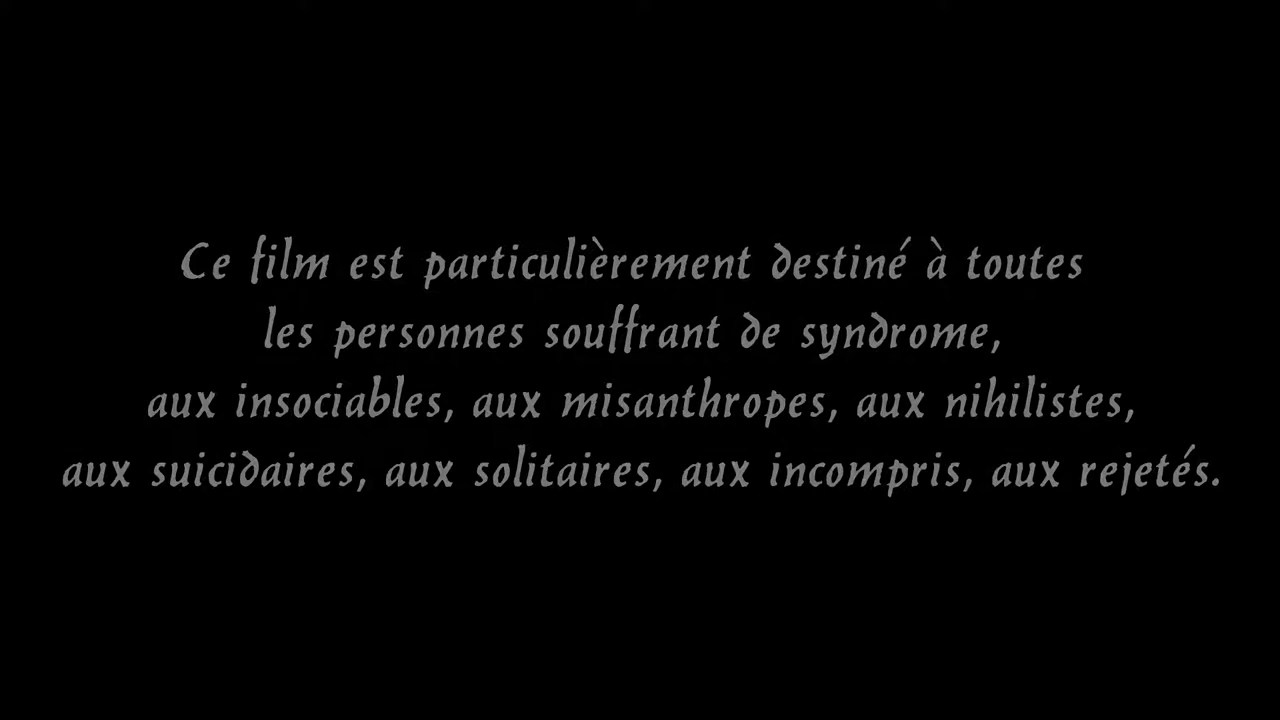 Ce film est particulièrement destiné à toutes
les personnes souffrant de syndrome,
aux insociables, aux misanthropes, aux nihilistes,
aux suicidaires, aux solitaires, aux incompris, aux rejetés.